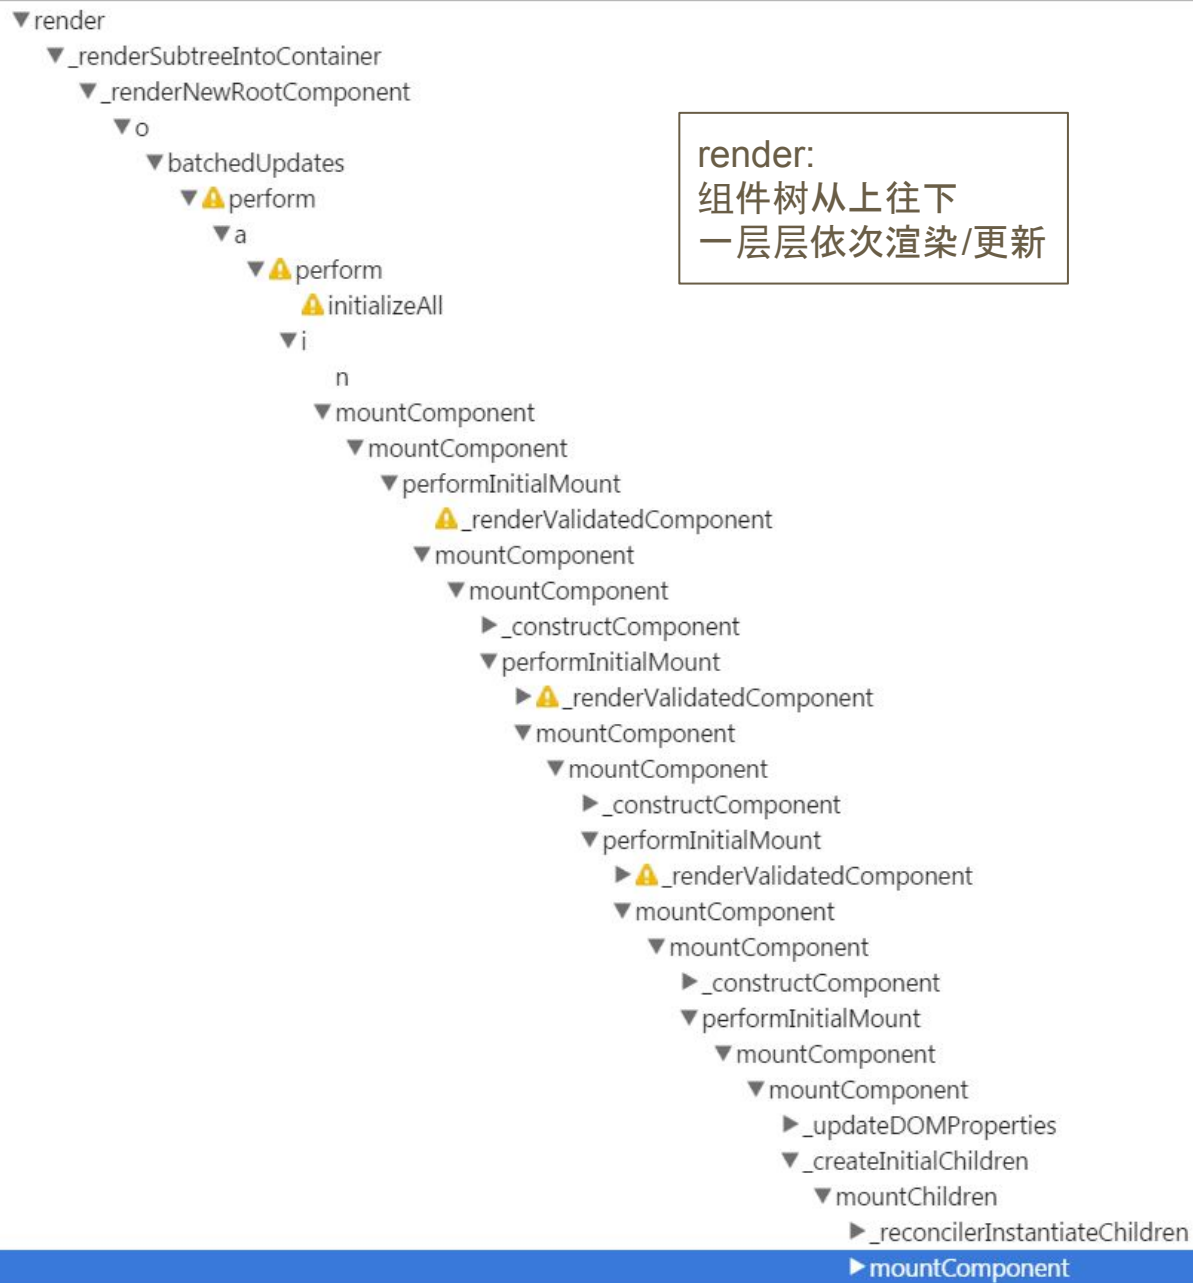 render
_renderSubtreeIntoContainer
_renderNewRootComponent
o
batchedUpdates
perform
a
perform
initializeAll
i
n
mountComponent
mountComponent
performInitialMount
_renderValidatedComponent
mountComponent
mountComponent
_constructComponent
performInitialMount
_renderValidatedComponent
mountComponent
mountComponent
_constructComponent
performInitialMount
_renderValidatedComponent
mountComponent
mountComponent
_constructComponent
performInitialMount
mountComponent
mountComponent
_updateDOMProperties
_createInitialChildren
mountChildren
_reconcilerInstantiateChildren
mountComponent
render:
组件树从上往下
一层层依次渲染/更新